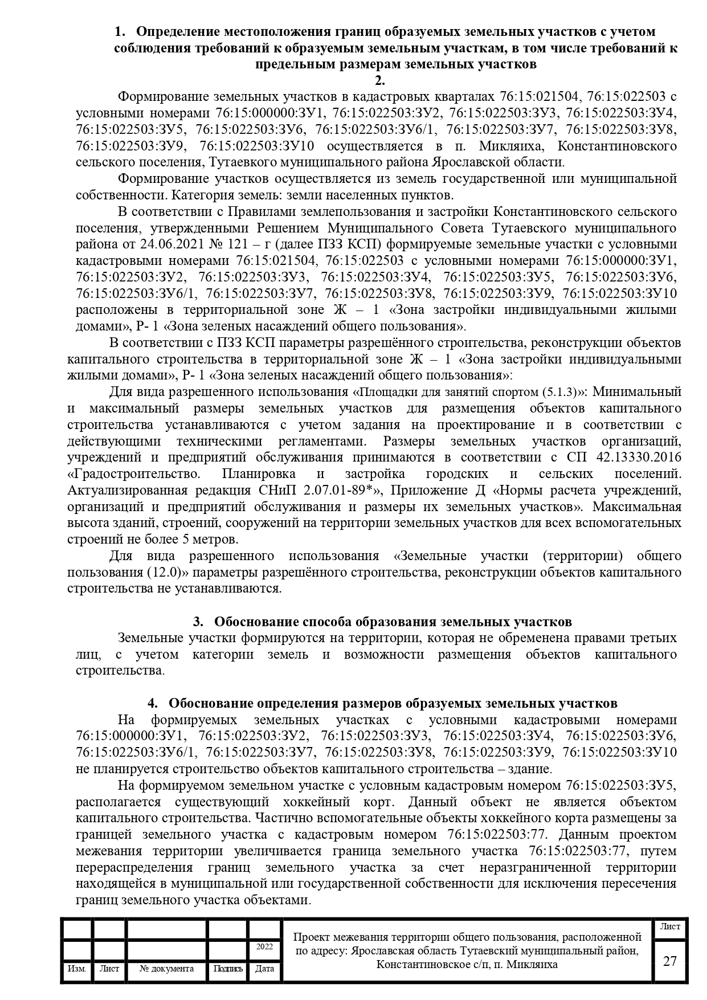 1. Определение местоположения границ образуемых земельных участков с учетом
соблюдения требований к образуемым земельным участкам, в том числе требований к
предельным размерам земельных участков
2.
Формирование земельных участков в кадастровых кварталах 76:15:021504, 76:15:022503 с
условными номерами 76:15:000000:ЗУ1, 76:15:022503:ЗУ2, 76:15:022503:ЗУ3, 76:15:022503:ЗУ4,
76:15:022503:ЗУ5, 76:15:022503:ЗУ6, 76:15:022503:ЗУ6/1, 76:15:022503:ЗУ7, 76:15:022503:ЗУ8,
76:15:022503:ЗУ9, 76:15:022503:ЗУ10 осуществляется в п. Микляиха, Константиновского
сельского поселения, Тутаевкого муниципального района Ярославской области.
Формирование участков осуществляется из земель государственной или муниципальной
собственности. Категория земель: земли населенных пунктов.
В соответствии с Правилами землепользования и застройки Константиновского сельского
поселения, утвержденными Решением Муниципального Совета Тутаевского муниципального
района от 24.06.2021 № 121 – г (далее ПЗЗ КСП) формируемые земельные участки с условными
кадастровыми номерами 76:15:021504, 76:15:022503 с условными номерами 76:15:000000:ЗУ1,
76:15:022503:ЗУ2, 76:15:022503:ЗУ3, 76:15:022503:ЗУ4, 76:15:022503:ЗУ5, 76:15:022503:ЗУ6,
76:15:022503:ЗУ6/1, 76:15:022503:ЗУ7, 76:15:022503:ЗУ8, 76:15:022503:ЗУ9, 76:15:022503:ЗУ10
расположены в территориальной зоне Ж – 1 «Зона застройки индивидуальными жилыми
домами», Р- 1 «Зона зеленых насаждений общего пользования».
В соответствии с ПЗЗ КСП параметры разрешённого строительства, реконструкции объектов
капитального строительства в территориальной зоне Ж – 1 «Зона застройки индивидуальными
жилыми домами», Р- 1 «Зона зеленых насаждений общего пользования»:
Для вида разрешенного использования «Площадки для занятий спортом (5.1.3)»: Минимальный
и максимальный размеры земельных участков для размещения объектов капитального
строительства устанавливаются с учетом задания на проектирование и в соответствии с
действующими техническими регламентами. Размеры земельных участков организаций,
учреждений и предприятий обслуживания принимаются в соответствии с СП 42.13330.2016
«Градостроительство. Планировка и застройка городских и сельских поселений.
Актуализированная редакция СНиП 2.07.01-89*», Приложение Д «Нормы расчета учреждений,
организаций и предприятий обслуживания и размеры их земельных участков». Максимальная
высота зданий, строений, сооружений на территории земельных участков для всех вспомогательных
строений не более 5 метров.
Для вида разрешенного использования «Земельные участки (территории) общего
пользования (12.0)» параметры разрешённого строительства, реконструкции объектов капитального
строительства не устанавливаются.
3. Обоснование способа образования земельных участков
Земельные участки формируются на территории, которая не обременена правами третьих
лиц, с учетом категории земель и возможности размещения объектов капитального
строительства.
4. Обоснование определения размеров образуемых земельных участков
На формируемых земельных участках с условными кадастровыми номерами
76:15:000000:ЗУ1, 76:15:022503:ЗУ2, 76:15:022503:ЗУ3, 76:15:022503:ЗУ4, 76:15:022503:ЗУ6,
76:15:022503:ЗУ6/1, 76:15:022503:ЗУ7, 76:15:022503:ЗУ8, 76:15:022503:ЗУ9, 76:15:022503:ЗУ10
не планируется строительство объектов капитального строительства – здание.
На формируемом земельном участке с условным кадастровым номером 76:15:022503:ЗУ5,
располагается существующий хоккейный корт. Данный объект не является объектом
капитального строительства. Частично вспомогательные объекты хоккейного корта размещены за
границей земельного участка с кадастровым номером 76:15:022503:77. Данным проектом
межевания территории увеличивается граница земельного участка 76:15:022503:77, путем
перераспределения границ земельного участка за счет неразграниченной территории
находящейся в муниципальной или государственной собственности для исключения пересечения
границ земельного участка объектами.
2022
Изм. Лист № документа Подпись Дата
Проект межевания территории общего пользования, расположенной
по адресу: Ярославская область Тутаевский муниципальный район,
Константиновское с/п, п. Микляиха
Лист
27